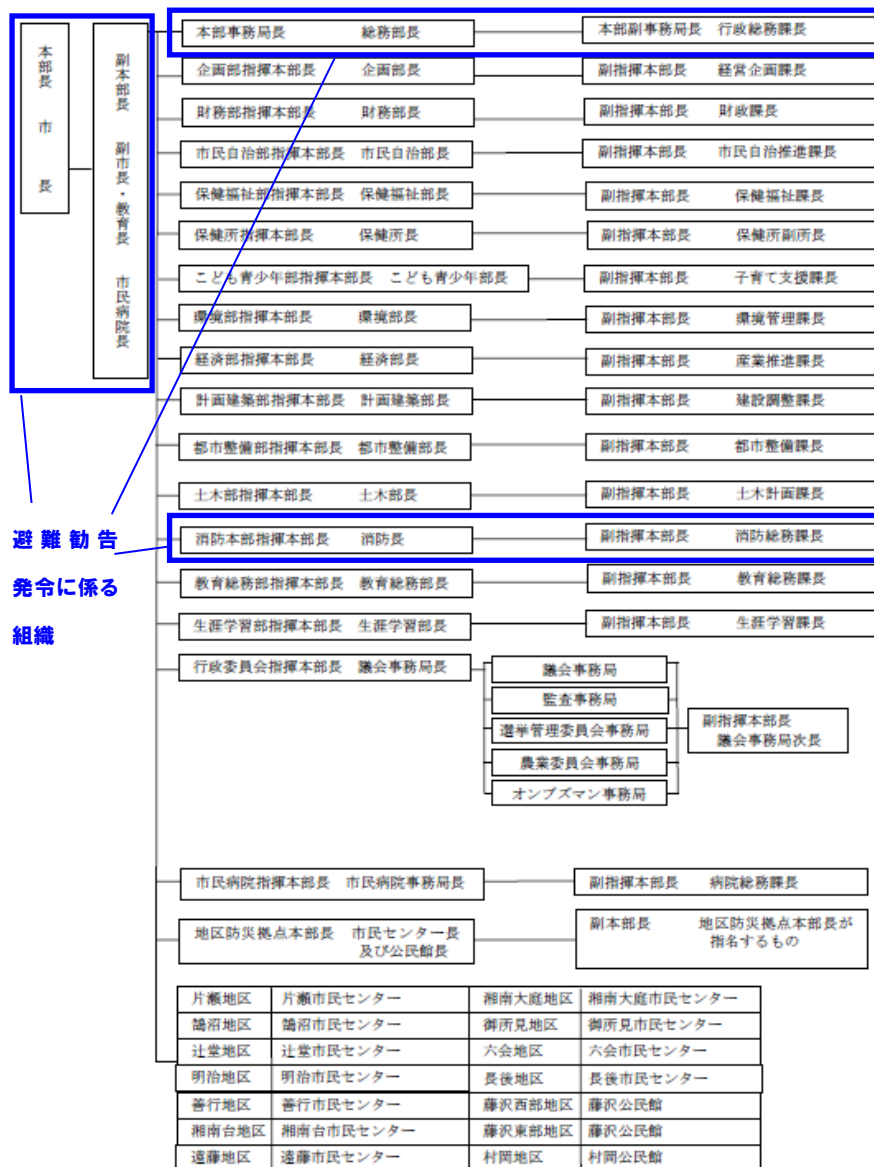 本部長 市長
副本部長 副市長・教育長 市民病院長
本部事務局長 総務部長 本部副事務局長 行政総務課長
企画部指揮本部長 企画部長 副指揮本部長 経営企画課長
財務部指揮本部長 財務部長 副指揮本部長 財政課長
市民自治部指揮本部長 市民自治部長 副指揮本部長 市民自治推進課長
保健福祉部指揮本部長 保健福祉部長 副指揮本部長 保健福祉課長
保健所指揮本部長 保健所長 副指揮本部長 保健所副所長
こども青少年部指揮本部長 こども青少年部長 副指揮本部長 子育て支援課長
環境部指揮本部長 環境部長 副指揮本部長 環境管理課長
経済部指揮本部長 経済部長 副指揮本部長 産業推進課長
計画建築部指揮本部長 計画建築部長 副指揮本部長 建設調整課長
都市整備部指揮本部長 都市整備部長 副指揮本部長 都市整備課長
土木部指揮本部長 土木部長 副指揮本部長 土木計画課長
消防本部指揮本部長 消防長 副指揮本部長 消防総務課長
教育総務部指揮本部長 教育総務部長 副指揮本部長 教育総務課長
生涯学習部指揮本部長 生涯学習部長 副指揮本部長 生涯学習課長
避難勧告
発令に係る
組織
行政委員会指揮本部長 議会事務局長
議会事務局
監査事務局
選挙管理委員会事務局
農業委員会事務局
オンブズマン事務局
副指揮本部長
議会事務局次長
市民病院指揮本部長 市民病院事務局長 副指揮本部長 病院総務課長
地区防災拠点本部長 市民センター長
及び公民館長
副本部長 地区防災拠点本部長が
指名するもの
片瀬地区 片瀬市民センター 湘南大庭地区 湘南大庭市民センター
鵠沼地区 鵠沼市民センター 御所見地区 御所見市民センター
辻堂地区 辻堂市民センター 六会地区 六会市民センター
明治地区 明治市民センター 長後地区 長後市民センター
善行地区 善行市民センター 藤沢西部地区 藤沢公民館
湘南台地区 湘南台市民センター 藤沢東部地区 藤沢公民館
遠藤地区 遠藤市民センター 村岡地区 村岡公民館